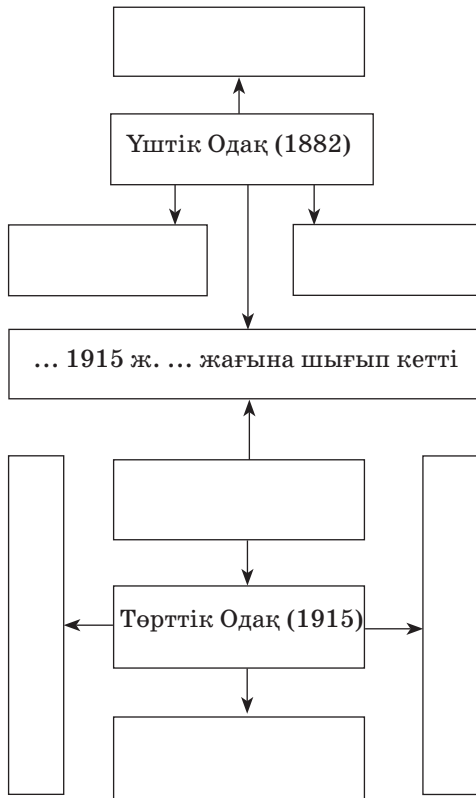 Үштік Одақ (1882)
... 1915 ж. ... жағына шығып кетті
Төрттік Одақ (1915)